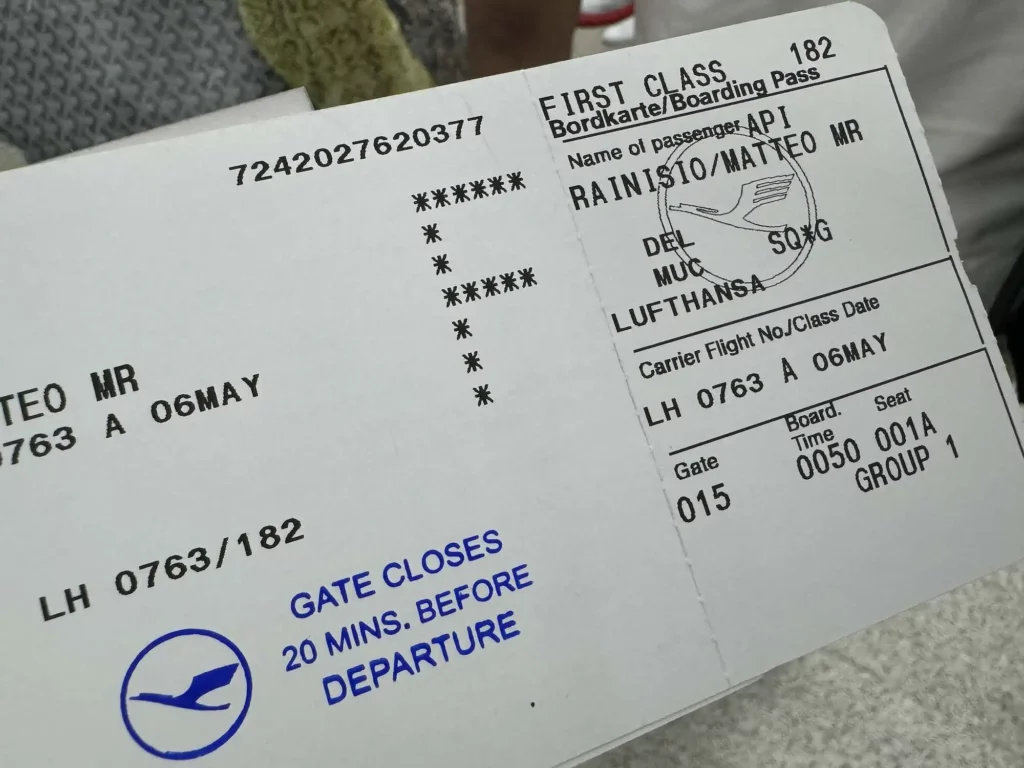 7242027620377
******
*
*
*****
*
*
*
TEO MR
0763 A 06MAY
LH 0763/182
GATE CLOSES
20 MINS. BEFORE
DEPARTURE
FIRST CLASS 182
Bordkarte/Boarding Pass
Name of passenger API
RAINISIO/MATTEO MR
DEL SQ*G
MUC
LUFTHANSA
Carrier Flight No./Class Date
LH 0763 A 06MAY
Gate Board. Time Seat
015 0050 001A
GROUP 1